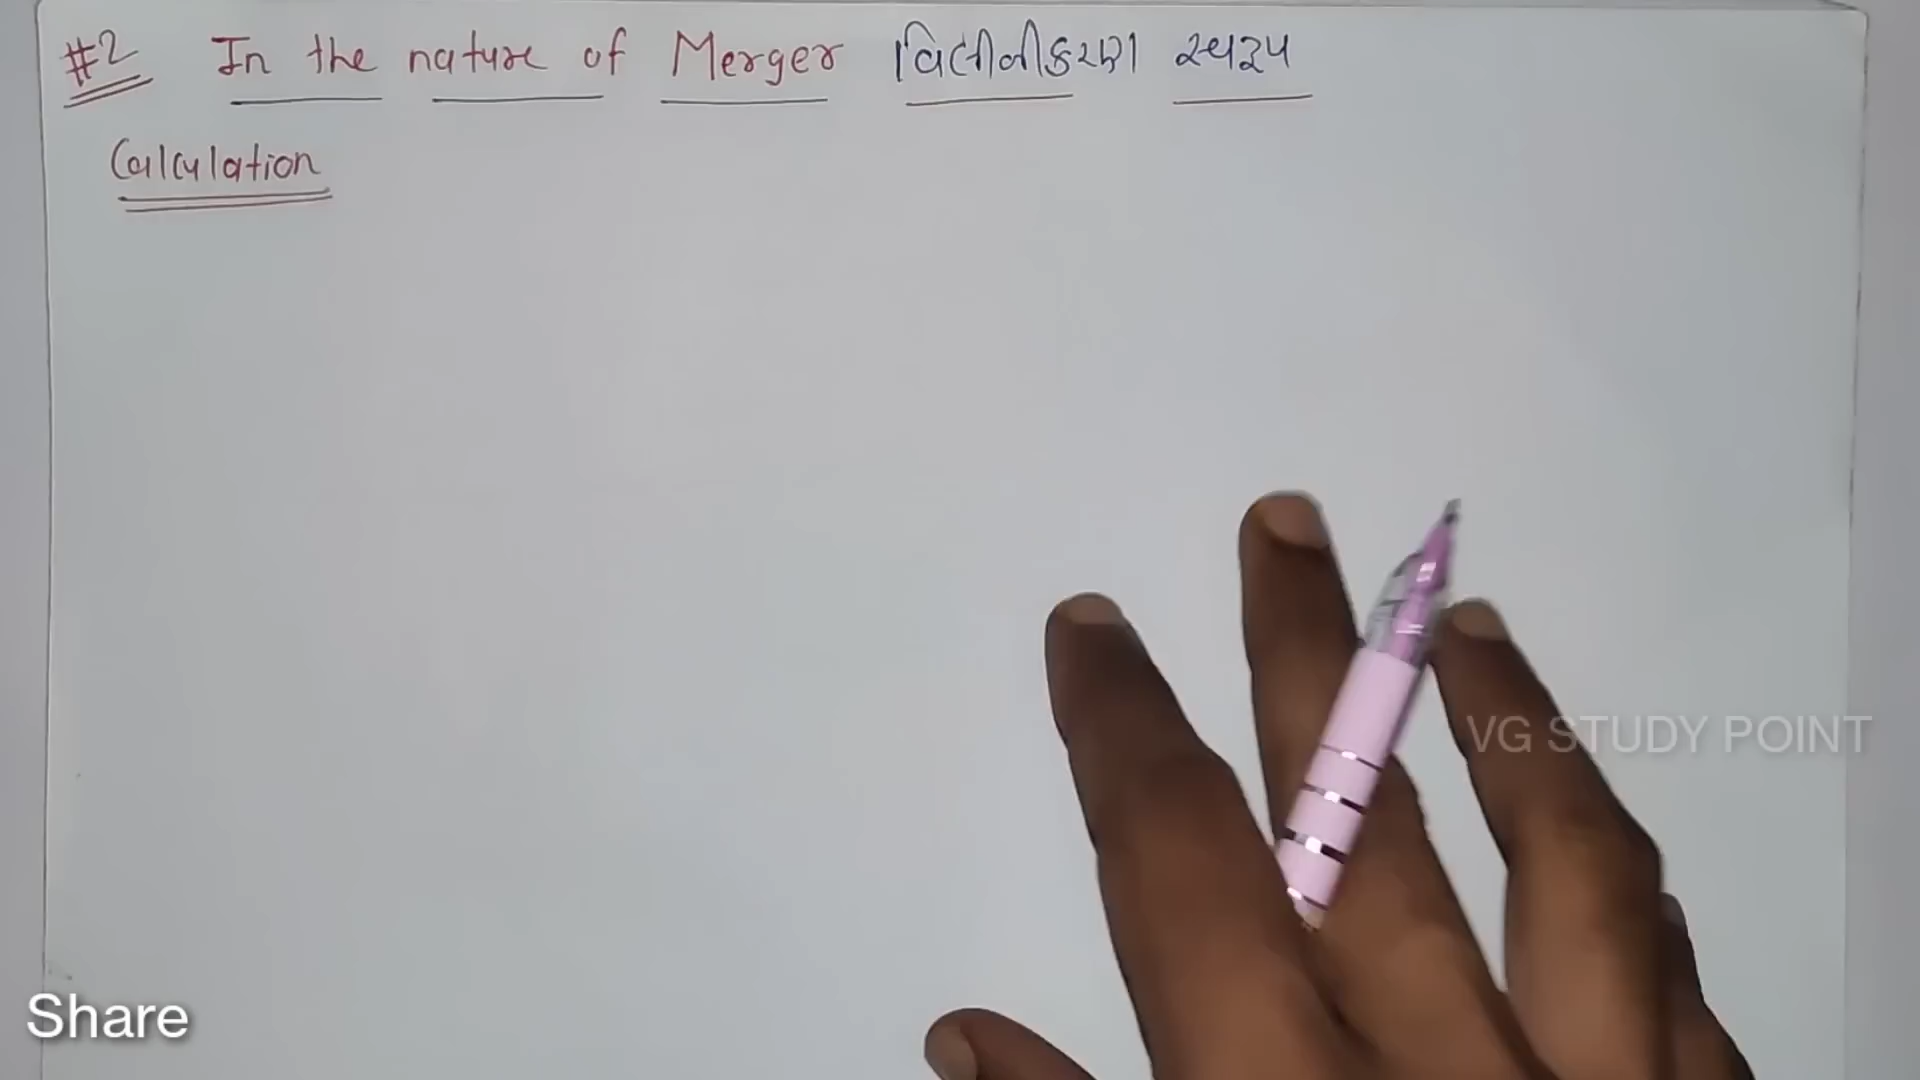 #2 In the nature of Merger વિલીનીકરણ સ્વરૂપ
Calculation
VG STUDY POINT
Share